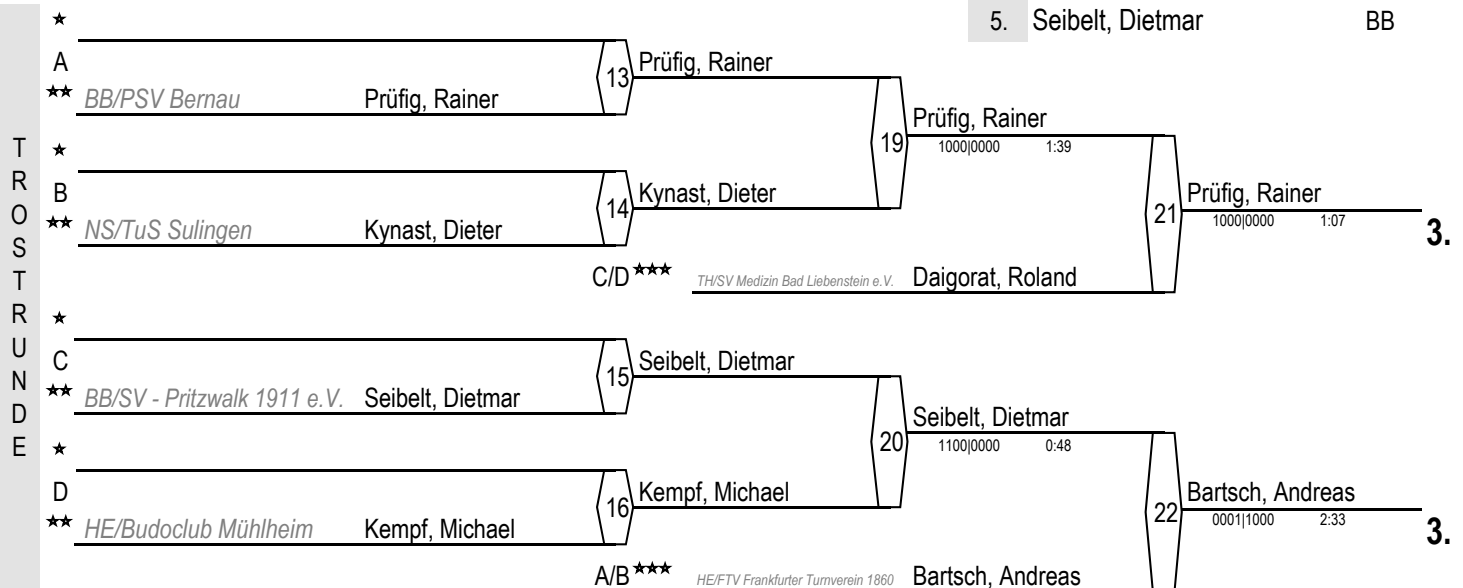 5. Seibelt, Dietmar BB
TROSTRUNDE
★
A
★★ BB/PSV Bernau Prüfig, Rainer
13 Prüfig, Rainer
★
B
★★ NS/TuS Sulingen Kynast, Dieter
14 Kynast, Dieter
19 Prüfig, Rainer
1000|0000 1:39
C/D ★★★ TH/SV Medizin Bad Liebenstein e.V. Daigorat, Roland
21 Prüfig, Rainer
1000|0000 1:07
3.
★
C
★★ BB/SV - Pritzwalk 1911 e.V. Seibelt, Dietmar
15 Seibelt, Dietmar
★
D
★★ HE/Budoclub Mühlheim Kempf, Michael
16 Kempf, Michael
20 Seibelt, Dietmar
1100|0000 0:48
A/B ★★★ HE/FTV Frankfurter Turnverein 1860 Bartsch, Andreas
22 Bartsch, Andreas
0001|1000 2:33
3.